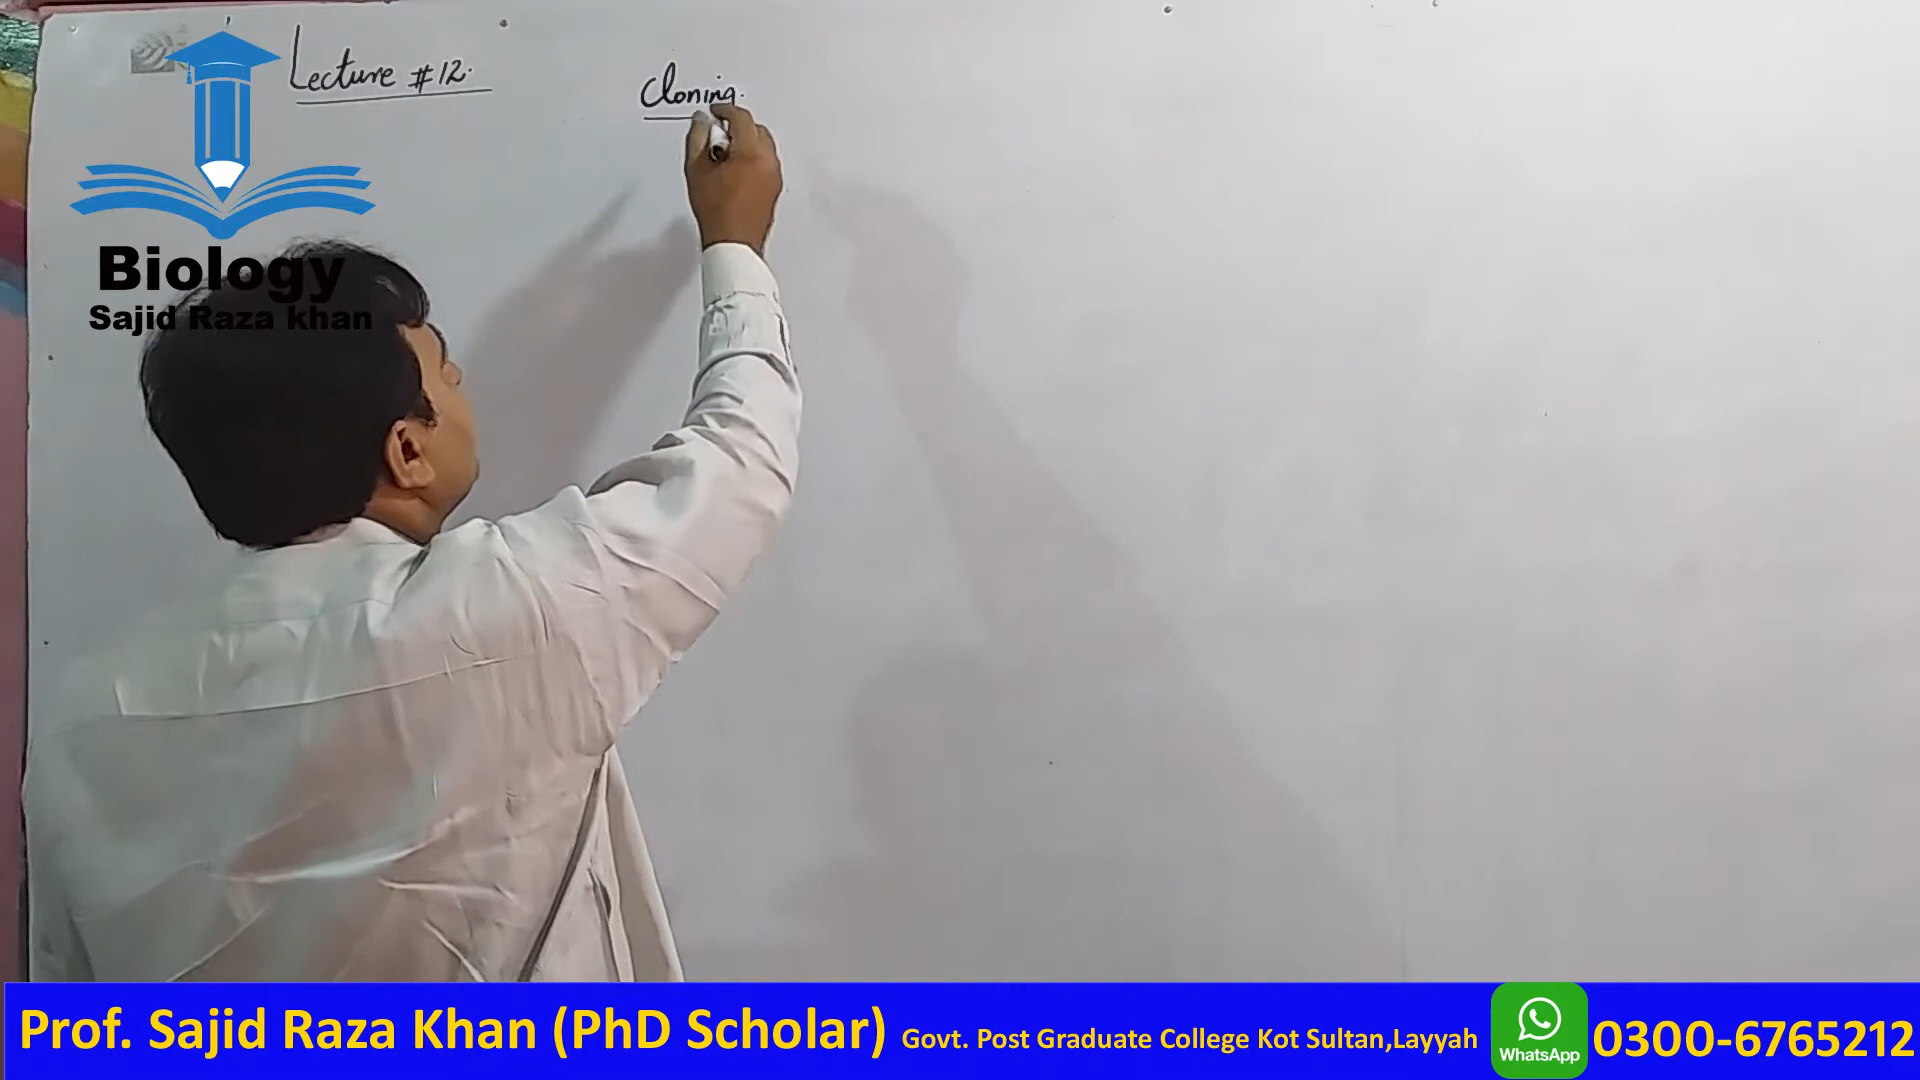 Lecture #12.
Cloning.
Biology
Sajid Raza khan
Prof. Sajid Raza Khan (PhD Scholar) Govt. Post Graduate College Kot Sultan,Layyah
WhatsApp
0300-6765212